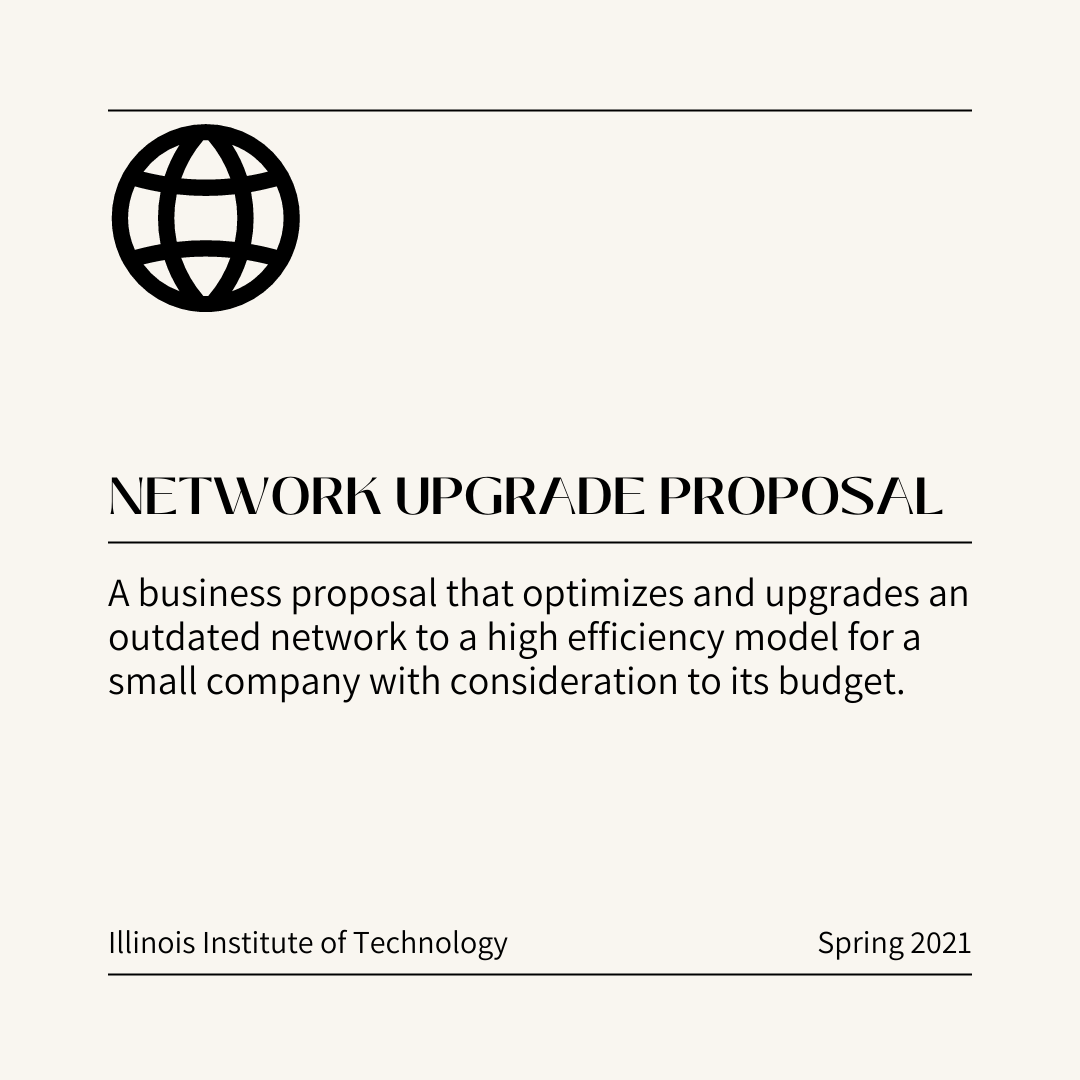 NETWORK UPGRADE PROPOSAL
A business proposal that optimizes and upgrades an
outdated network to a high efficiency model for a
small company with consideration to its budget.
Illinois Institute of Technology
Spring 2021